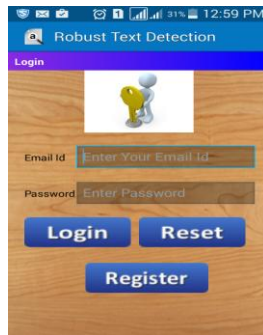 31% 12:59 PM
Robust Text Detection
Login
Email Id Enter Your Email Id
Password Enter Password
Login Reset
Register